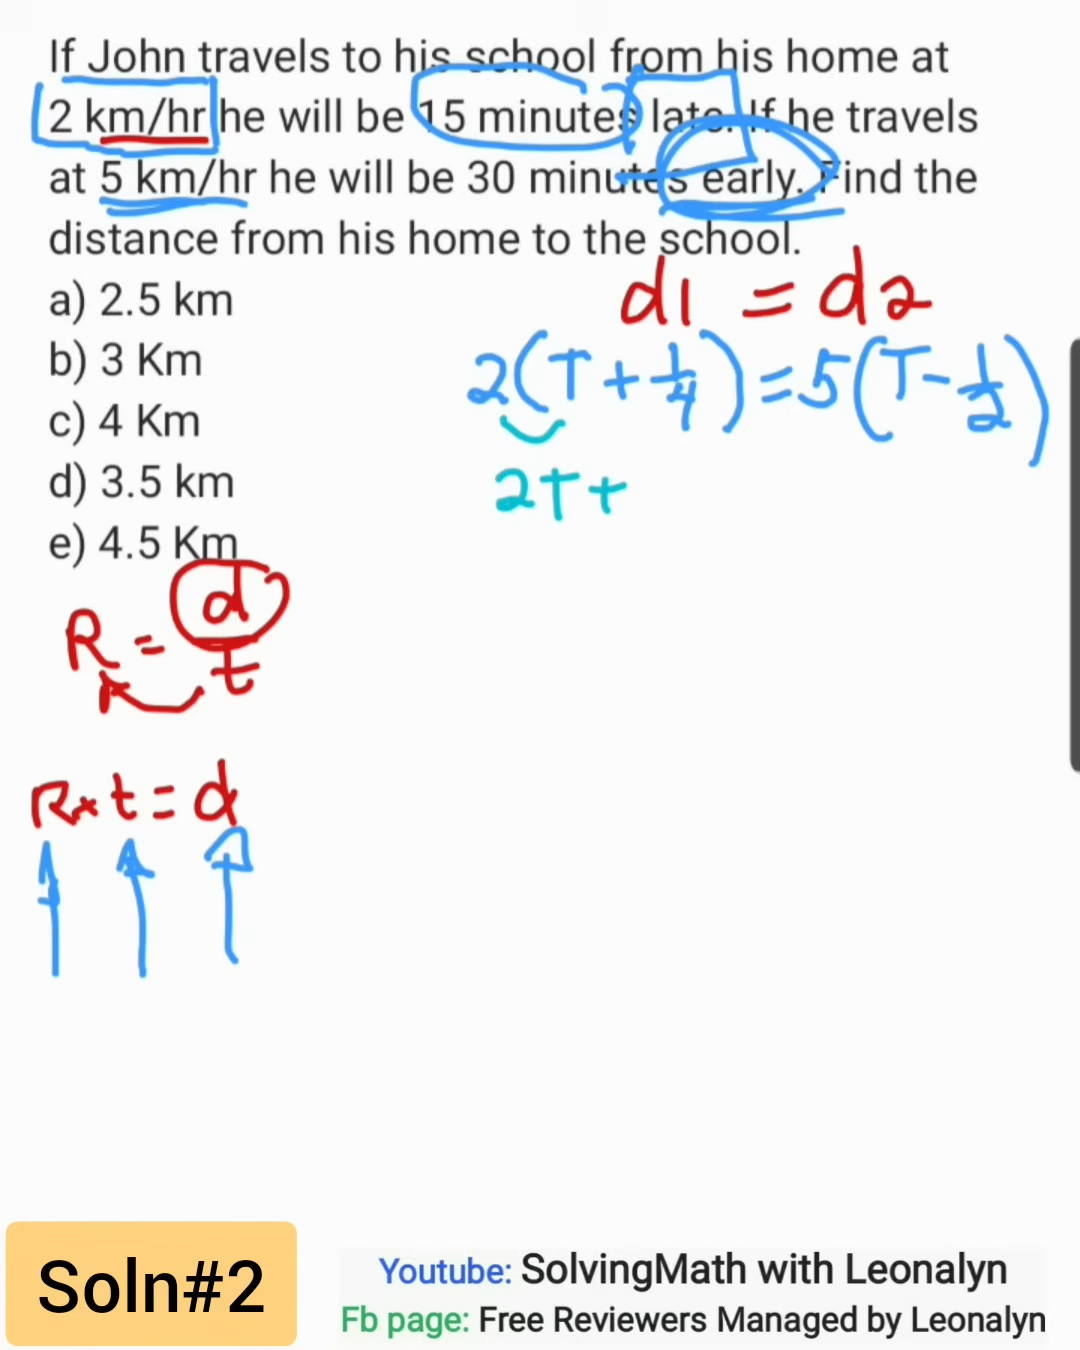 If John travels to his school from his home at
2 km/hr he will be 15 minutes late. If he travels
at 5 km/hr he will be 30 minutes early. Find the
distance from his home to the school.
a) 2.5 km
b) 3 Km
c) 4 Km
d) 3.5 km
e) 4.5 Km
d1 = d2
2(T + 1/4) = 5(T - 1/2)
2T +
R = d/t
R x t = d
Soln#2
Youtube: SolvingMath with Leonalyn
Fb page: Free Reviewers Managed by Leonalyn